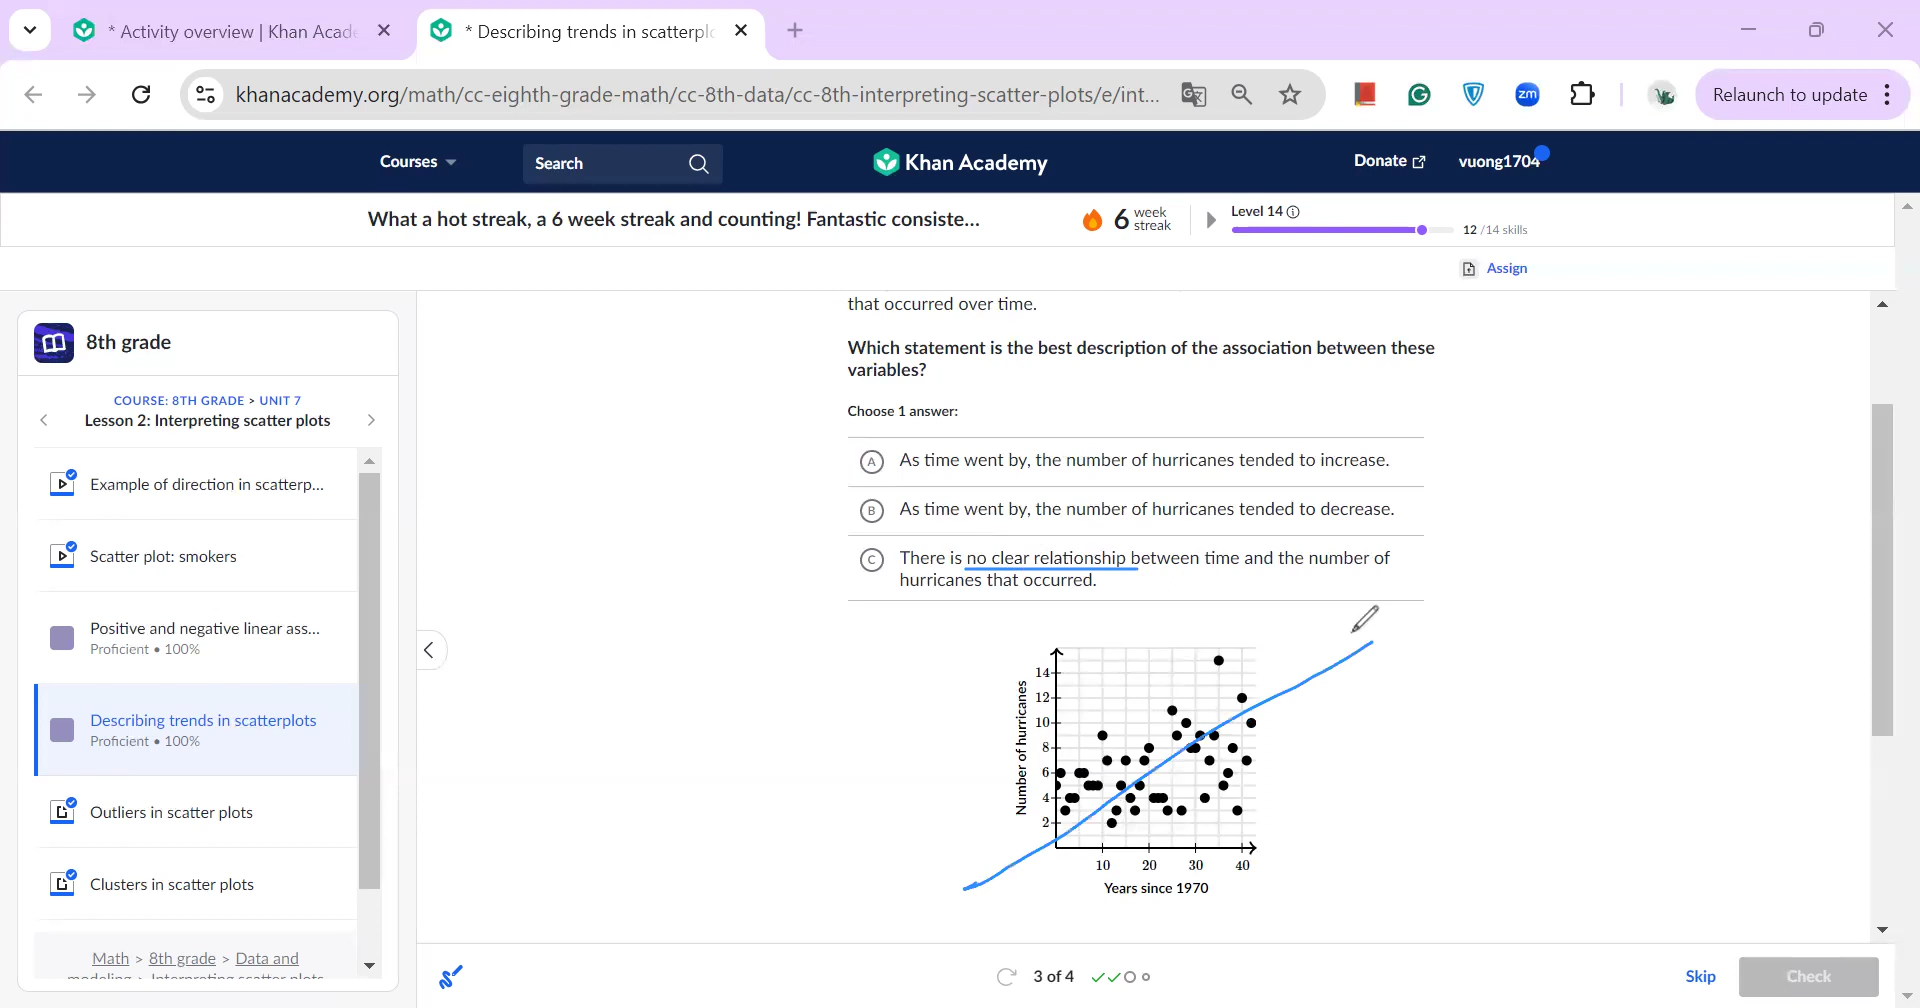 * Activity overview | Khan Acade
* Describing trends in scatterplo
khanacademy.org/math/cc-eighth-grade-math/cc-8th-data/cc-8th-interpreting-scatter-plots/e/int...
zm
Relaunch to update
Courses
Search
Khan Academy
Donate
vuong1704
What a hot streak, a 6 week streak and counting! Fantastic consiste...
6 week streak
Level 14
12 /14 skills
Assign
8th grade
COURSE: 8TH GRADE > UNIT 7
Lesson 2: Interpreting scatter plots
Example of direction in scatterp...
Scatter plot: smokers
Positive and negative linear ass...
Proficient • 100%
Describing trends in scatterplots
Proficient • 100%
Outliers in scatter plots
Clusters in scatter plots
Math > 8th grade > Data and
modeling > Interpreting scatter plots
that occurred over time.
Which statement is the best description of the association between these
variables?
Choose 1 answer:
A As time went by, the number of hurricanes tended to increase.
B As time went by, the number of hurricanes tended to decrease.
C There is no clear relationship between time and the number of
hurricanes that occurred.
Number of hurricanes
14
12
10
8
6
4
2
10 20 30 40
Years since 1970
3 of 4
Skip
Check